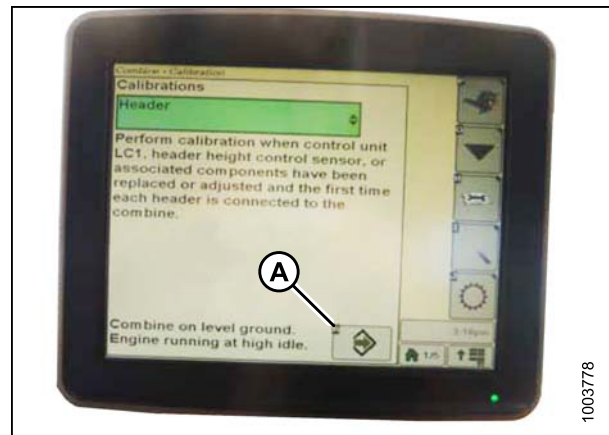 Combine - Calibration
Calibrations
Header
Perform calibration when control unit
LC1, header height control sensor, or
associated components have been
replaced or adjusted and the first time
each header is connected to the
combine.
A
Combine on level ground.
Engine running at high idle.
1/5
1003778